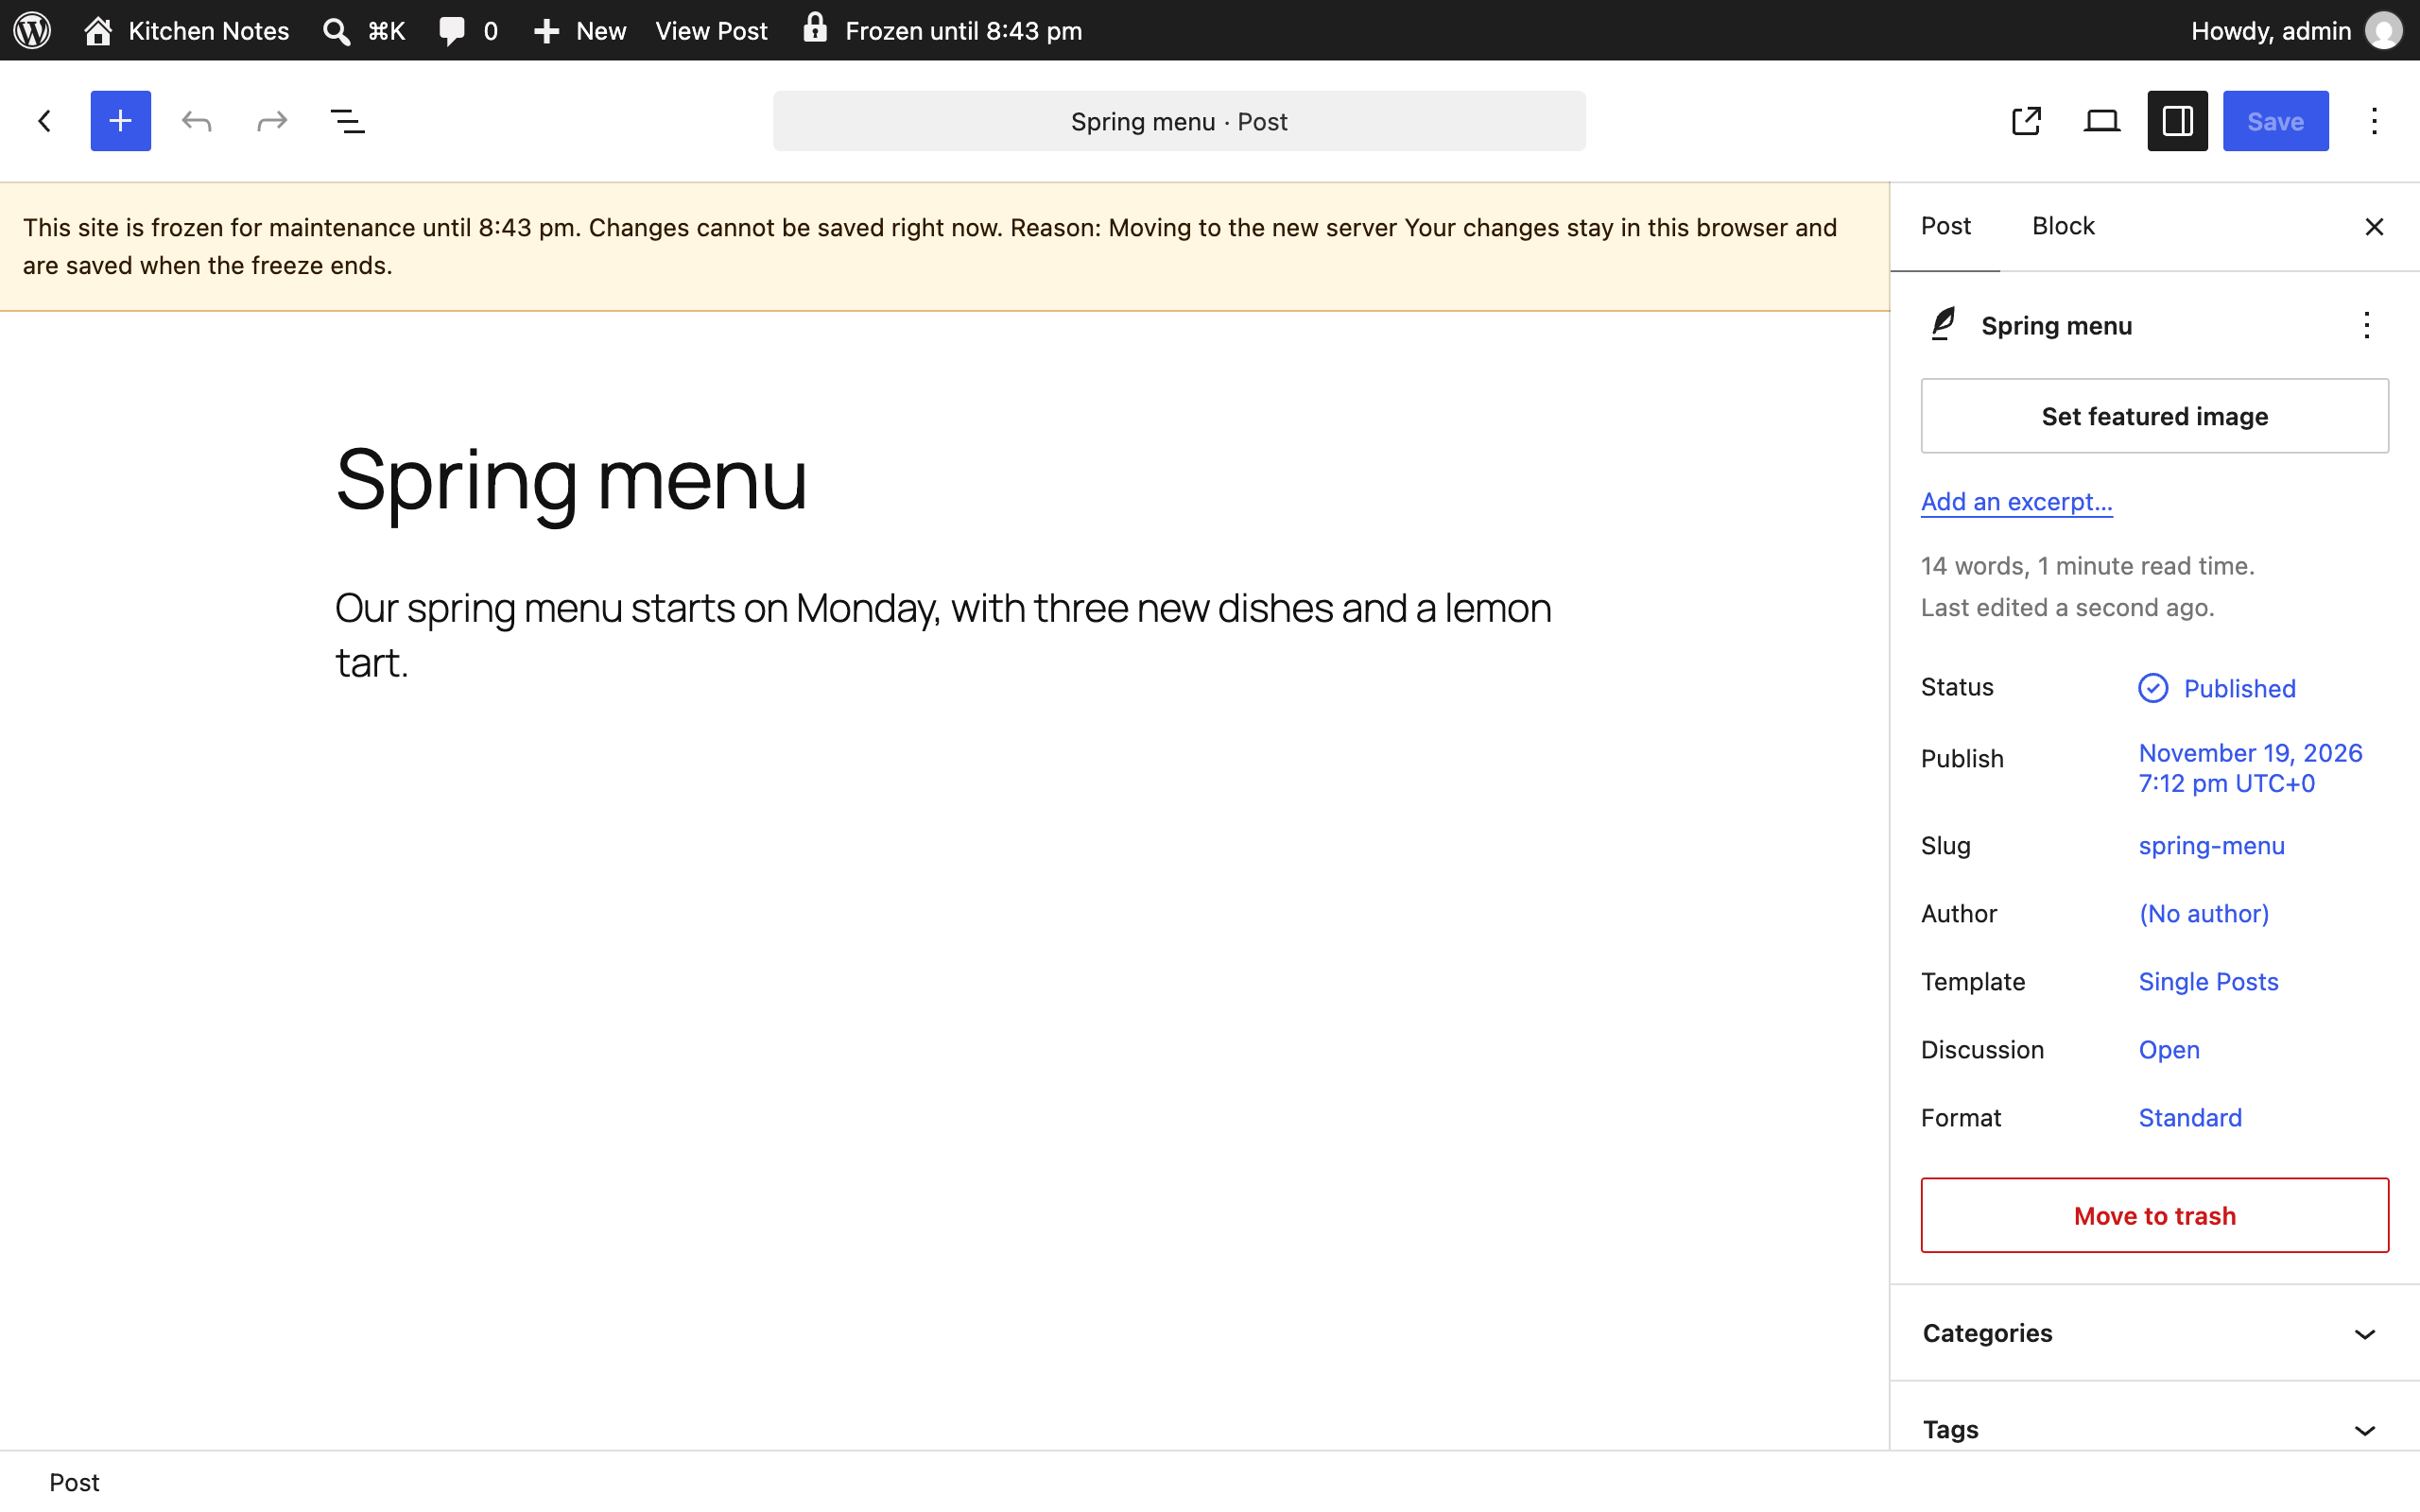 Kitchen Notes ⌘K 0 New View Post Frozen until 8:43 pm Howdy, admin
Spring menu · Post
Save
This site is frozen for maintenance until 8:43 pm. Changes cannot be saved right now. Reason: Moving to the new server Your changes stay in this browser and
are saved when the freeze ends.
Spring menu
Our spring menu starts on Monday, with three new dishes and a lemon
tart.
Post Block
Spring menu
Set featured image
Add an excerpt...
14 words, 1 minute read time.
Last edited a second ago.
Status Published
Publish November 19, 2026
7:12 pm UTC+0
Slug spring-menu
Author (No author)
Template Single Posts
Discussion Open
Format Standard
Move to trash
Categories
Tags
Post